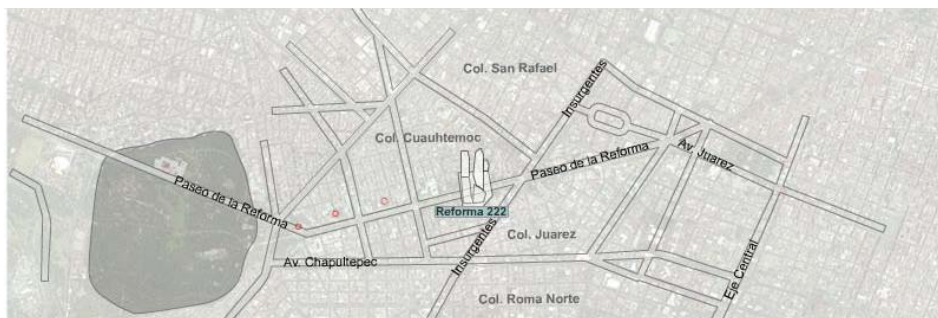 Col. San Rafael
Insurgentes
Col. Cuauhtemoc
Paseo de la Reforma
Av. Juarez
Paseo de la Reforma
Reforma 222
Insurgentes
Col. Juarez
Av. Chapultepec
Eje Central
Col. Roma Norte